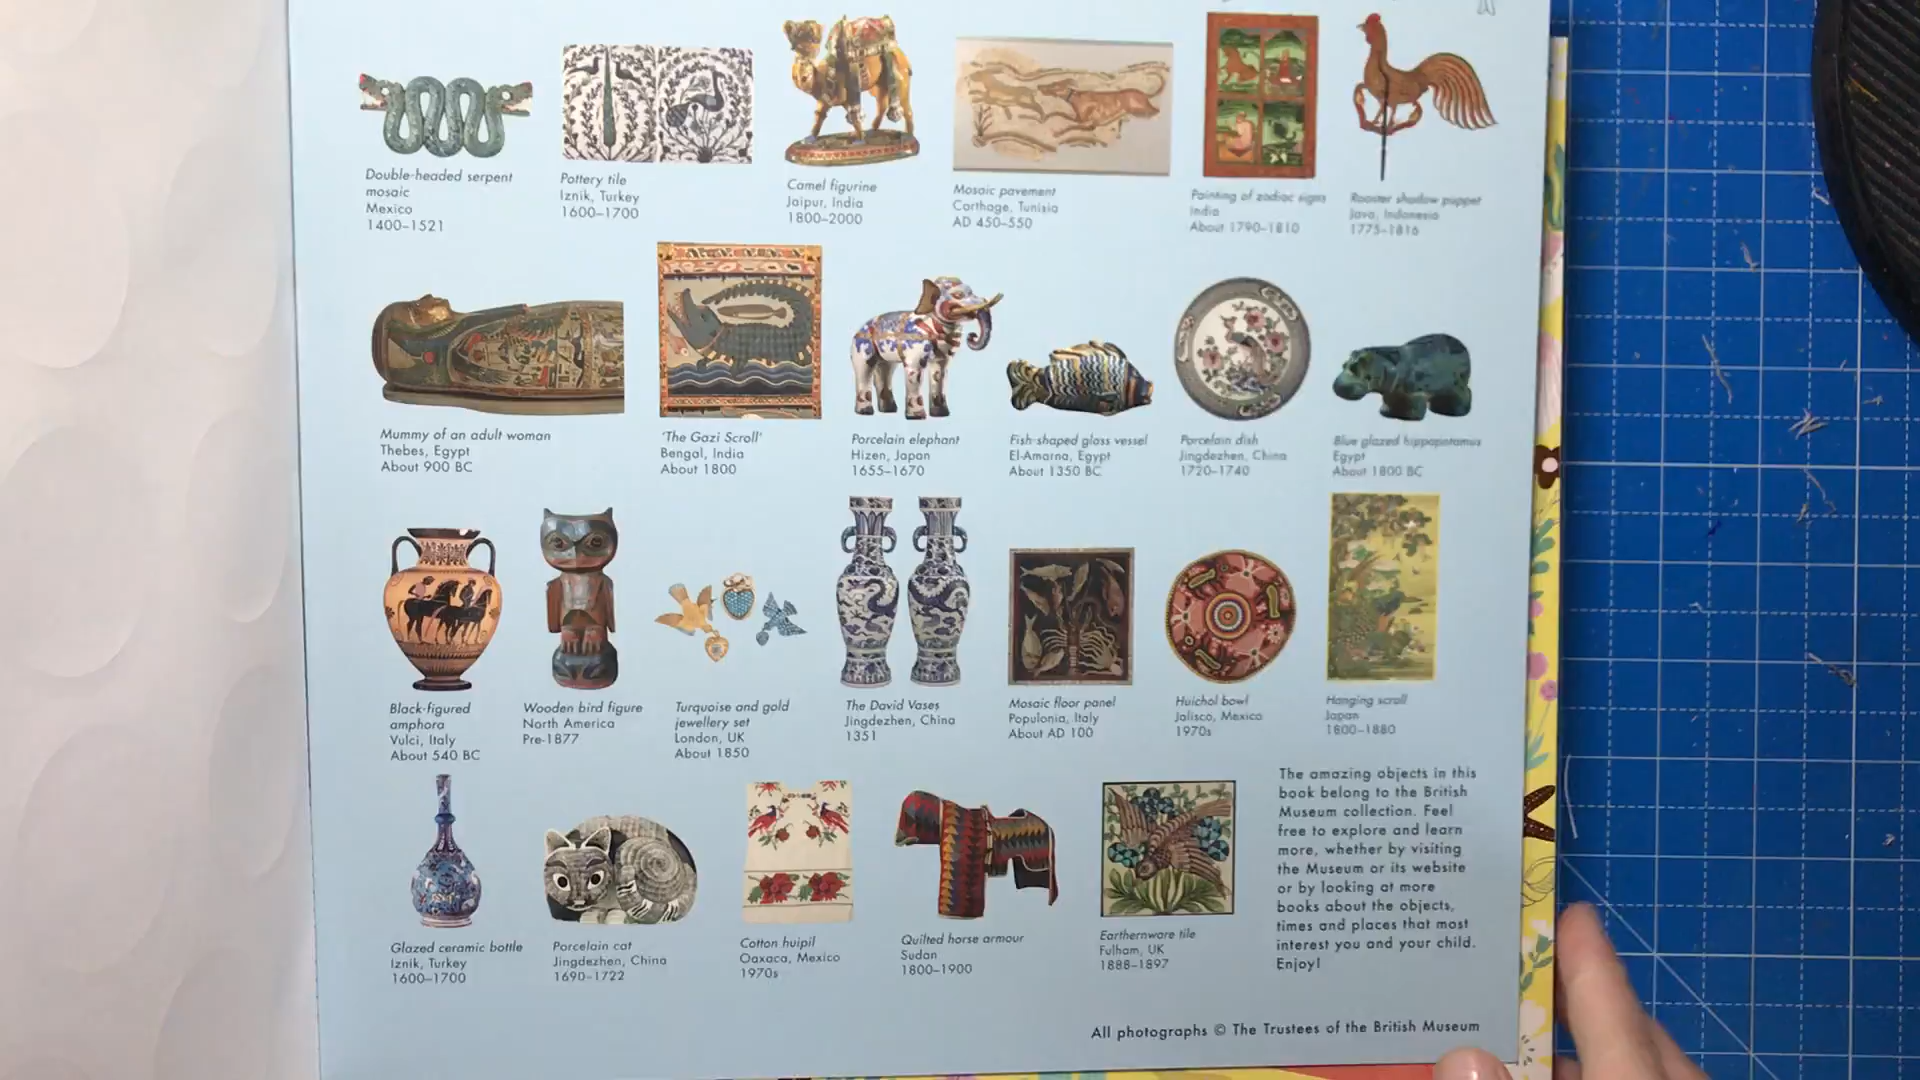 Double-headed serpent
mosaic
Mexico
1400–1521
Pottery tile
Iznik, Turkey
1600–1700
Camel figurine
Jaipur, India
1800–2000
Mosaic pavement
Carthage, Tunisia
AD 450–550
Painting of zodiac signs
India
About 1790–1810
Rooster shadow puppet
Java, Indonesia
1775–1816
Mummy of an adult woman
Thebes, Egypt
About 900 BC
'The Gazi Scroll'
Bengal, India
About 1800
Porcelain elephant
Hizen, Japan
1655–1670
Fish-shaped glass vessel
El-Amarna, Egypt
About 1350 BC
Porcelain dish
Jingdezhen, China
1720–1740
Blue glazed hippopotamus
Egypt
About 1800 BC
Black-figured
amphora
Vulci, Italy
About 540 BC
Wooden bird figure
North America
Pre-1877
Turquoise and gold
jewellery set
London, UK
About 1850
The David Vases
Jingdezhen, China
1351
Mosaic floor panel
Populonia, Italy
About AD 100
Huichol bowl
Jalisco, Mexico
1970s
Hanging scroll
Japan
1800–1880
Glazed ceramic bottle
Iznik, Turkey
1600–1700
Porcelain cat
Jingdezhen, China
1690–1722
Cotton huipil
Oaxaca, Mexico
1970s
Quilted horse armour
Sudan
1800–1900
Earthernware tile
Fulham, UK
1888–1897
The amazing objects in this
book belong to the British
Museum collection. Feel
free to explore and learn
more, whether by visiting
the Museum or its website
or by looking at more
books about the objects,
times and places that most
interest you and your child.
Enjoy!
All photographs © The Trustees of the British Museum